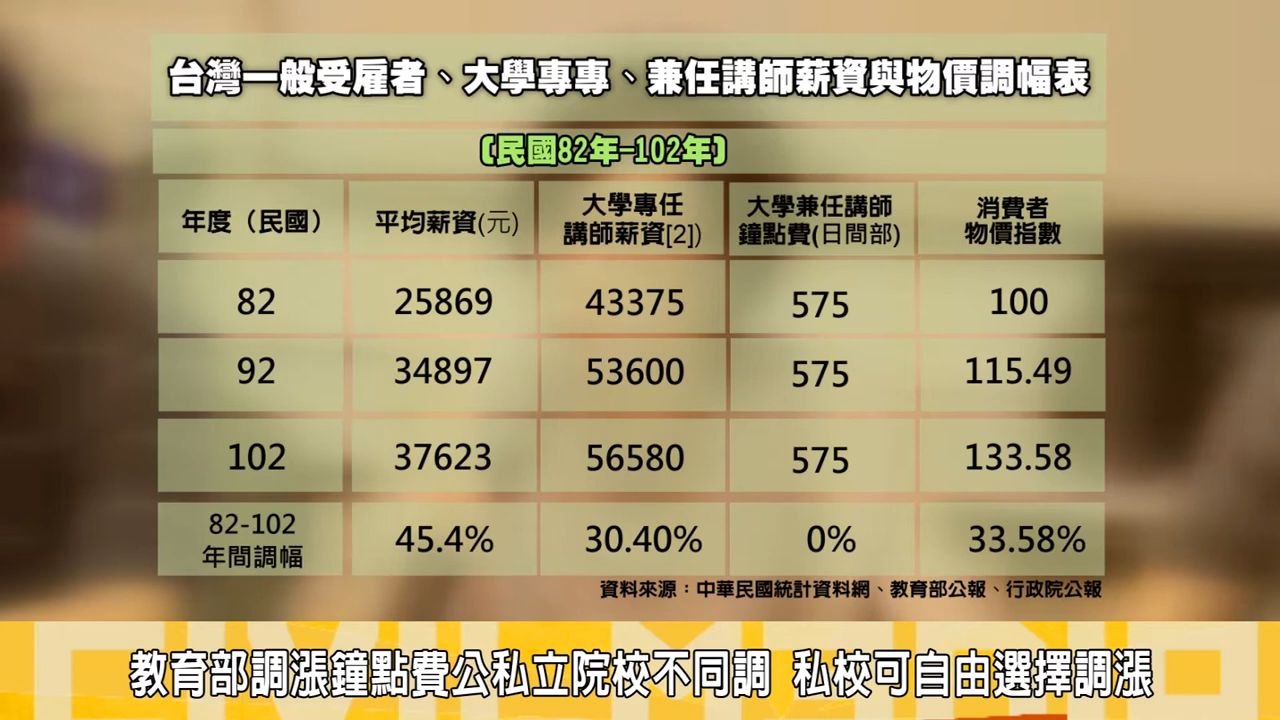 台灣一般受雇者、大學專專、兼任講師薪資與物價調幅表
(民國82年-102年)
年度（民國） 平均薪資(元) 大學專任講師薪資[2]) 大學兼任講師鐘點費(日間部) 消費者物價指數
82 25869 43375 575 100
92 34897 53600 575 115.49
102 37623 56580 575 133.58
82-102年間調幅 45.4% 30.40% 0% 33.58%
資料來源：中華民國統計資料網、教育部公報、行政院公報
教育部調漲鐘點費公私立院校不同調 私校可自由選擇調漲